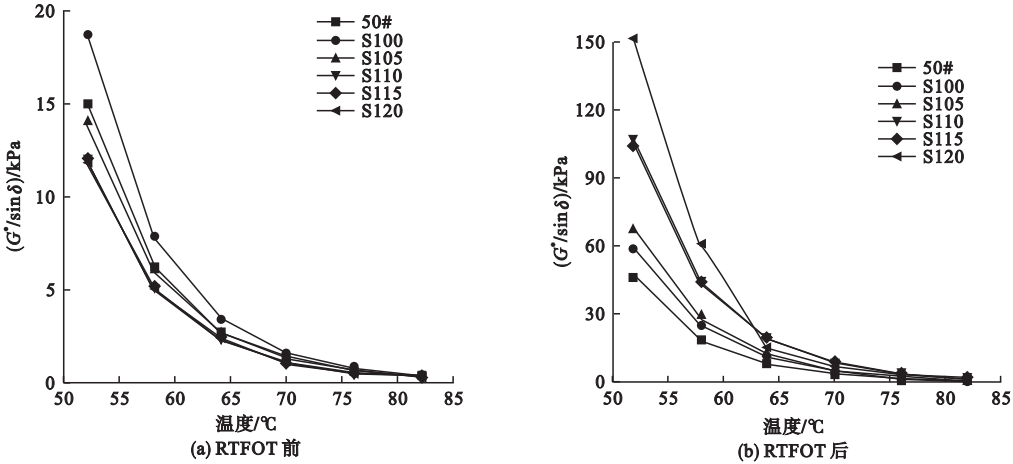 20
15
10
5
0
50 55 60 65 70 75 80 85
(G*/sinδ)/kPa
50#
S100
S105
S110
S115
S120
温度/℃
(a) RTFOT 前
150
120
90
60
30
0
50 55 60 65 70 75 80 85
(G*/sinδ)/kPa
50#
S100
S105
S110
S115
S120
温度/℃
(b) RTFOT 后